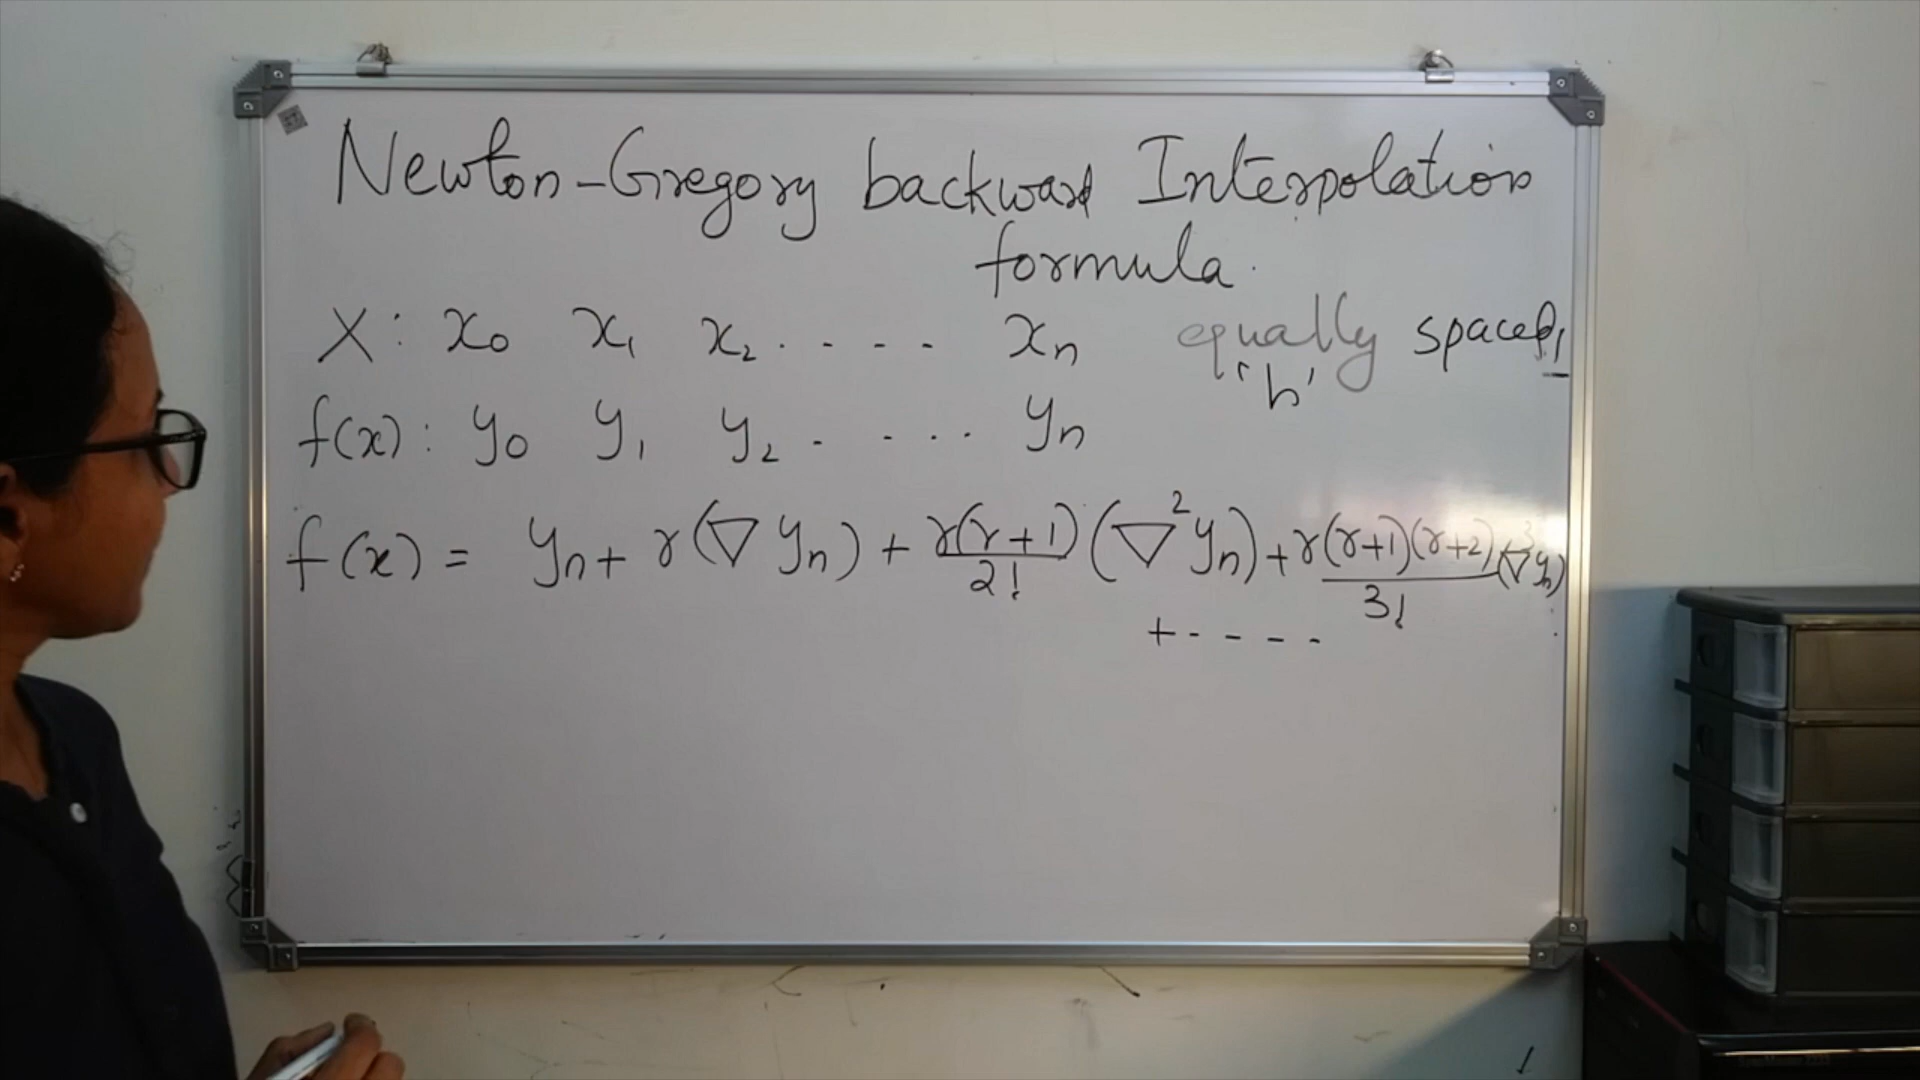 Newton-Gregory backward Interpolation
formula.
X: x₀ x₁ x₂ . - - - xₙ equally spaced,
'h'
f(x): y₀ y₁ y₂ . . . . yₙ
f(x) = yₙ + r(∇yₙ) + r(r+1)/2! (∇²yₙ) + r(r+1)(r+2)/3! (∇³yₙ)
+ - - - -